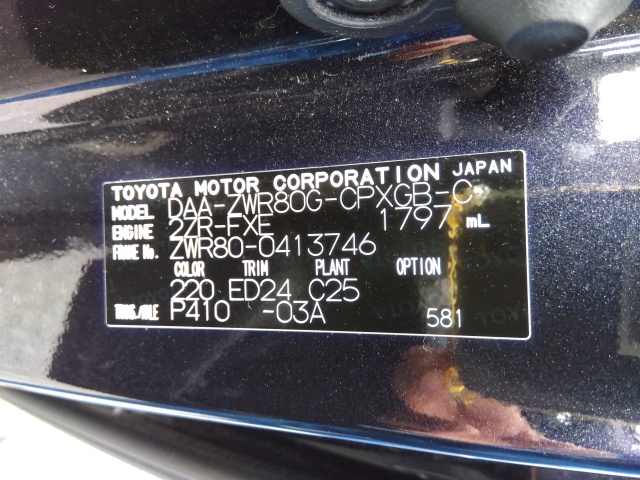 TOYOTA MOTOR CORPORATION JAPAN
MODEL DAA-ZWR80G-CPXGB-C
ENGINE 2ZR-FXE 1797 mL
FRAME No. ZWR80-0413746
COLOR TRIM PLANT OPTION
220 ED24 C25
TRANS./AXLE P410 -03A 581